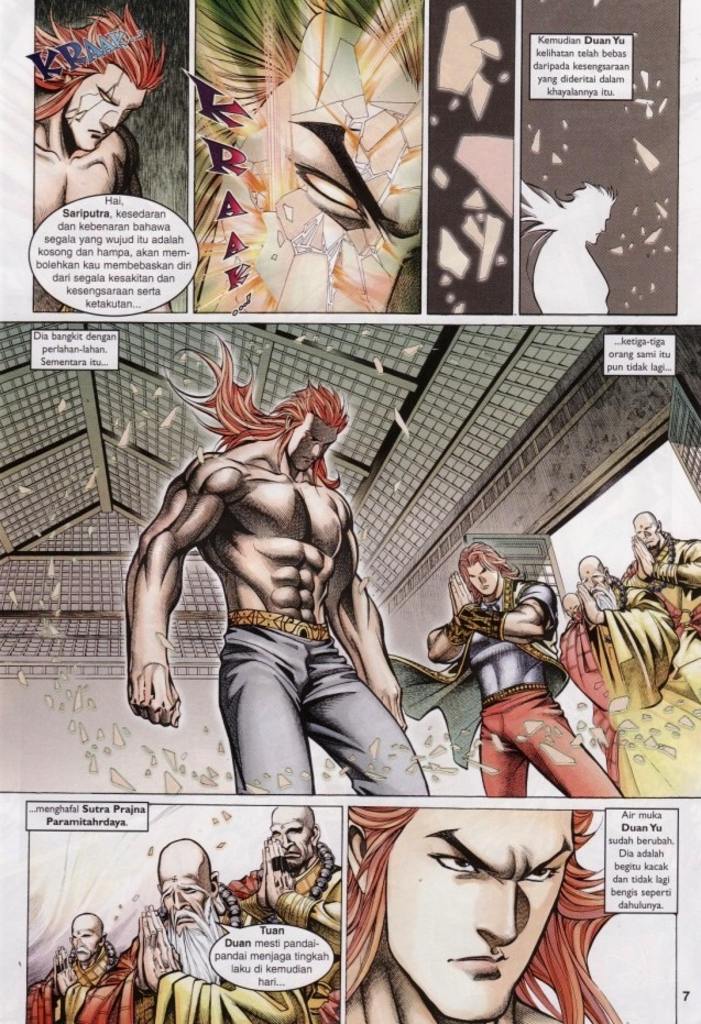 KRAAK...
Hai,
Sariputra, kesedaran
dan kebenaran bahawa
segala yang wujud itu adalah
kosong dan hampa, akan mem-
bolehkan kau membebaskan diri
dari segala kesakitan dan
kesengsaraan serta
ketakutan...
KRAAK...
Kemudian Duan Yu
kelihatan telah bebas
daripada kesengsaraan
yang dideritai dalam
khayalannya itu.
Dia bangkit dengan
perlahan-lahan.
Sementara itu...
...ketiga-tiga
orang sami itu
pun tidak lagi...
...menghafal Sutra Prajna
Paramitahrdaya.
Tuan
Duan mesti pandai-
pandai menjaga tingkah
laku di kemudian
hari...
Air muka
Duan Yu
sudah berubah.
Dia adalah
begitu kacak
dan tidak lagi
bengis seperti
dahulunya.
7